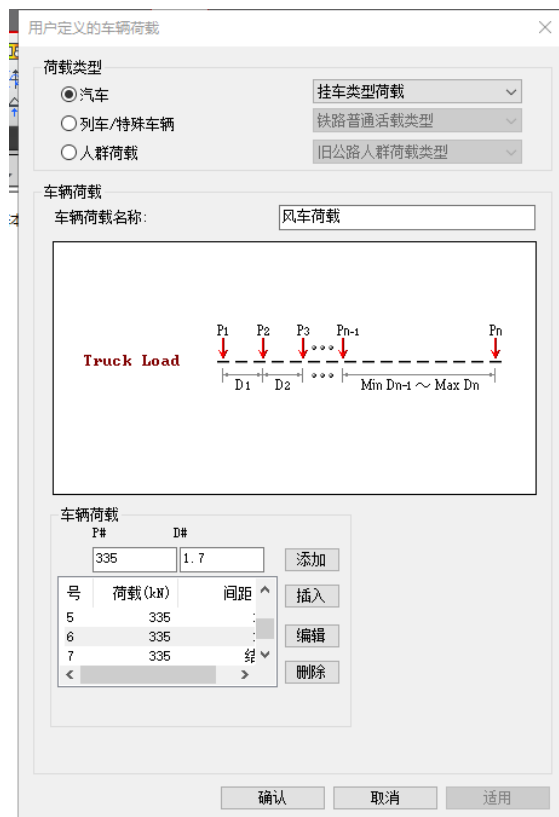 用户定义的车辆荷载
荷载类型
汽车 挂车类型荷载
列车/特殊车辆 铁路普通活载类型
人群荷载 旧公路人群荷载类型
车辆荷载
车辆荷载名称: 风车荷载
P1 P2 P3 Pn-1 Pn
Truck Load
D1 D2 Min Dn-1 ～ Max Dn
车辆荷载
P# D#
335 1.7 添加
号 荷载(kN) 间距 插入
5 335
6 335 编辑
7 335 删除
确认 取消 适用